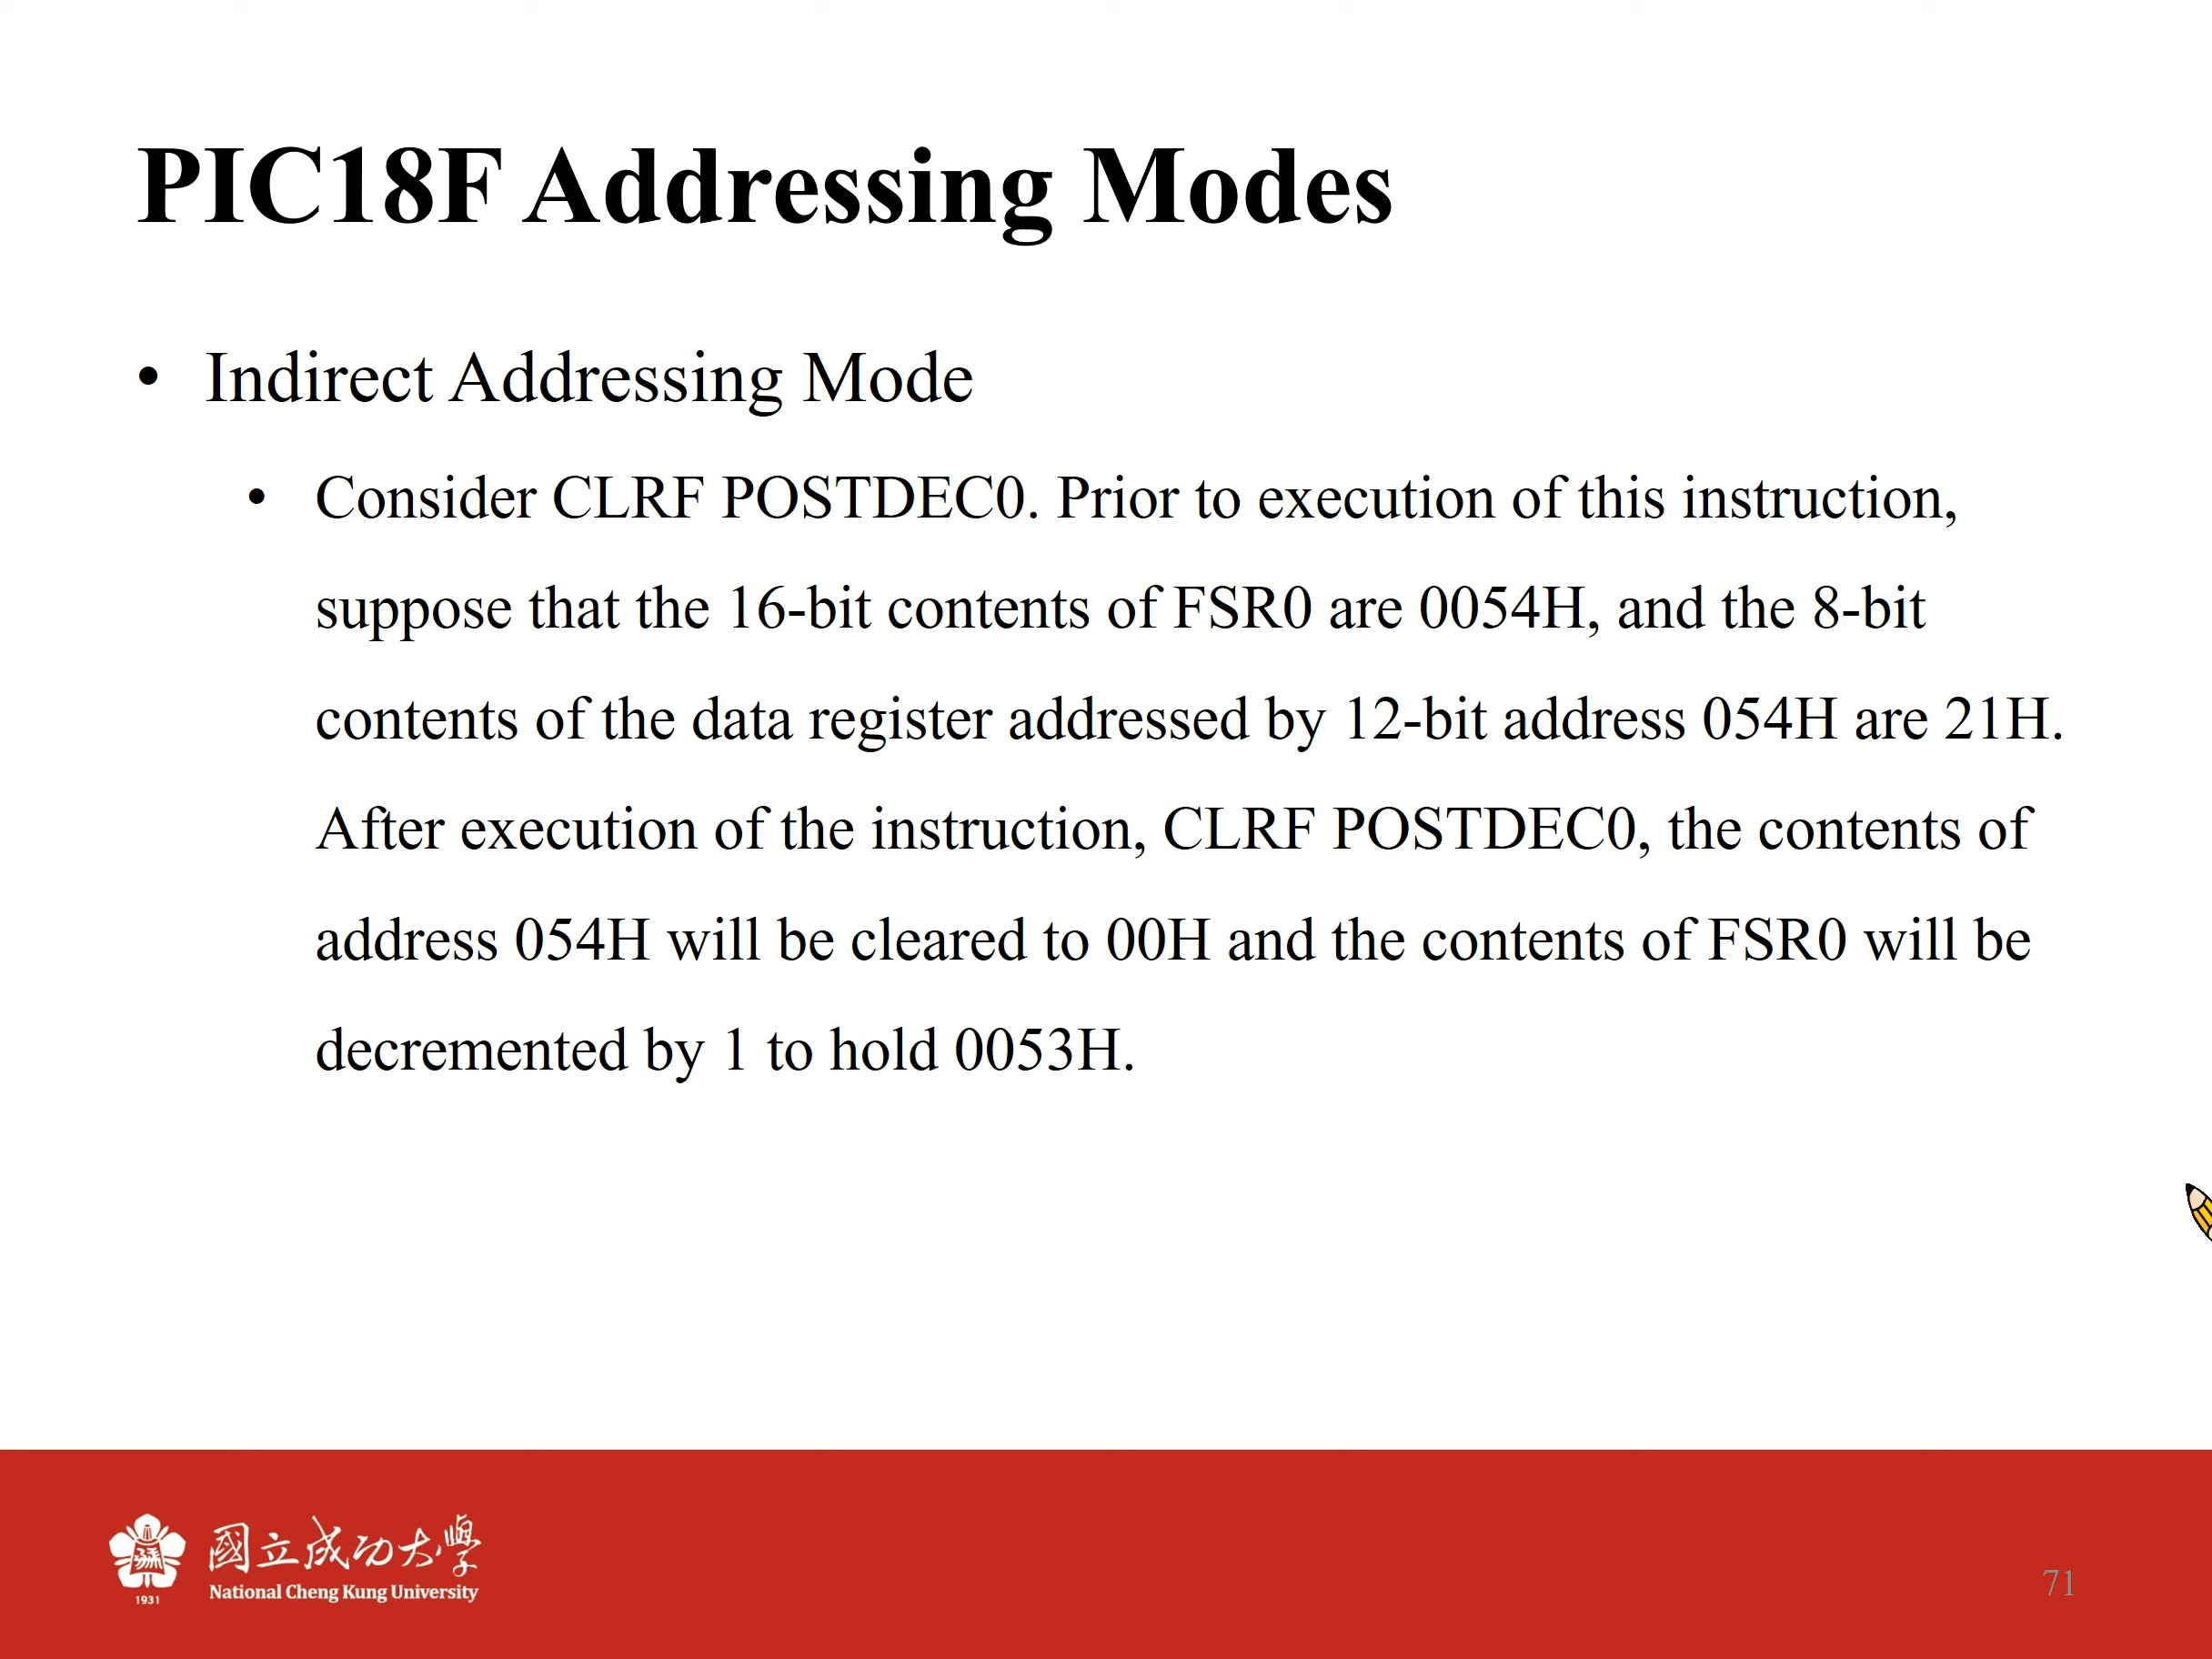 PIC18F Addressing Modes
• Indirect Addressing Mode
• Consider CLRF POSTDEC0. Prior to execution of this instruction,
suppose that the 16-bit contents of FSR0 are 0054H, and the 8-bit
contents of the data register addressed by 12-bit address 054H are 21H.
After execution of the instruction, CLRF POSTDEC0, the contents of
address 054H will be cleared to 00H and the contents of FSR0 will be
decremented by 1 to hold 0053H.
國立成功大學
National Cheng Kung University
1931
71